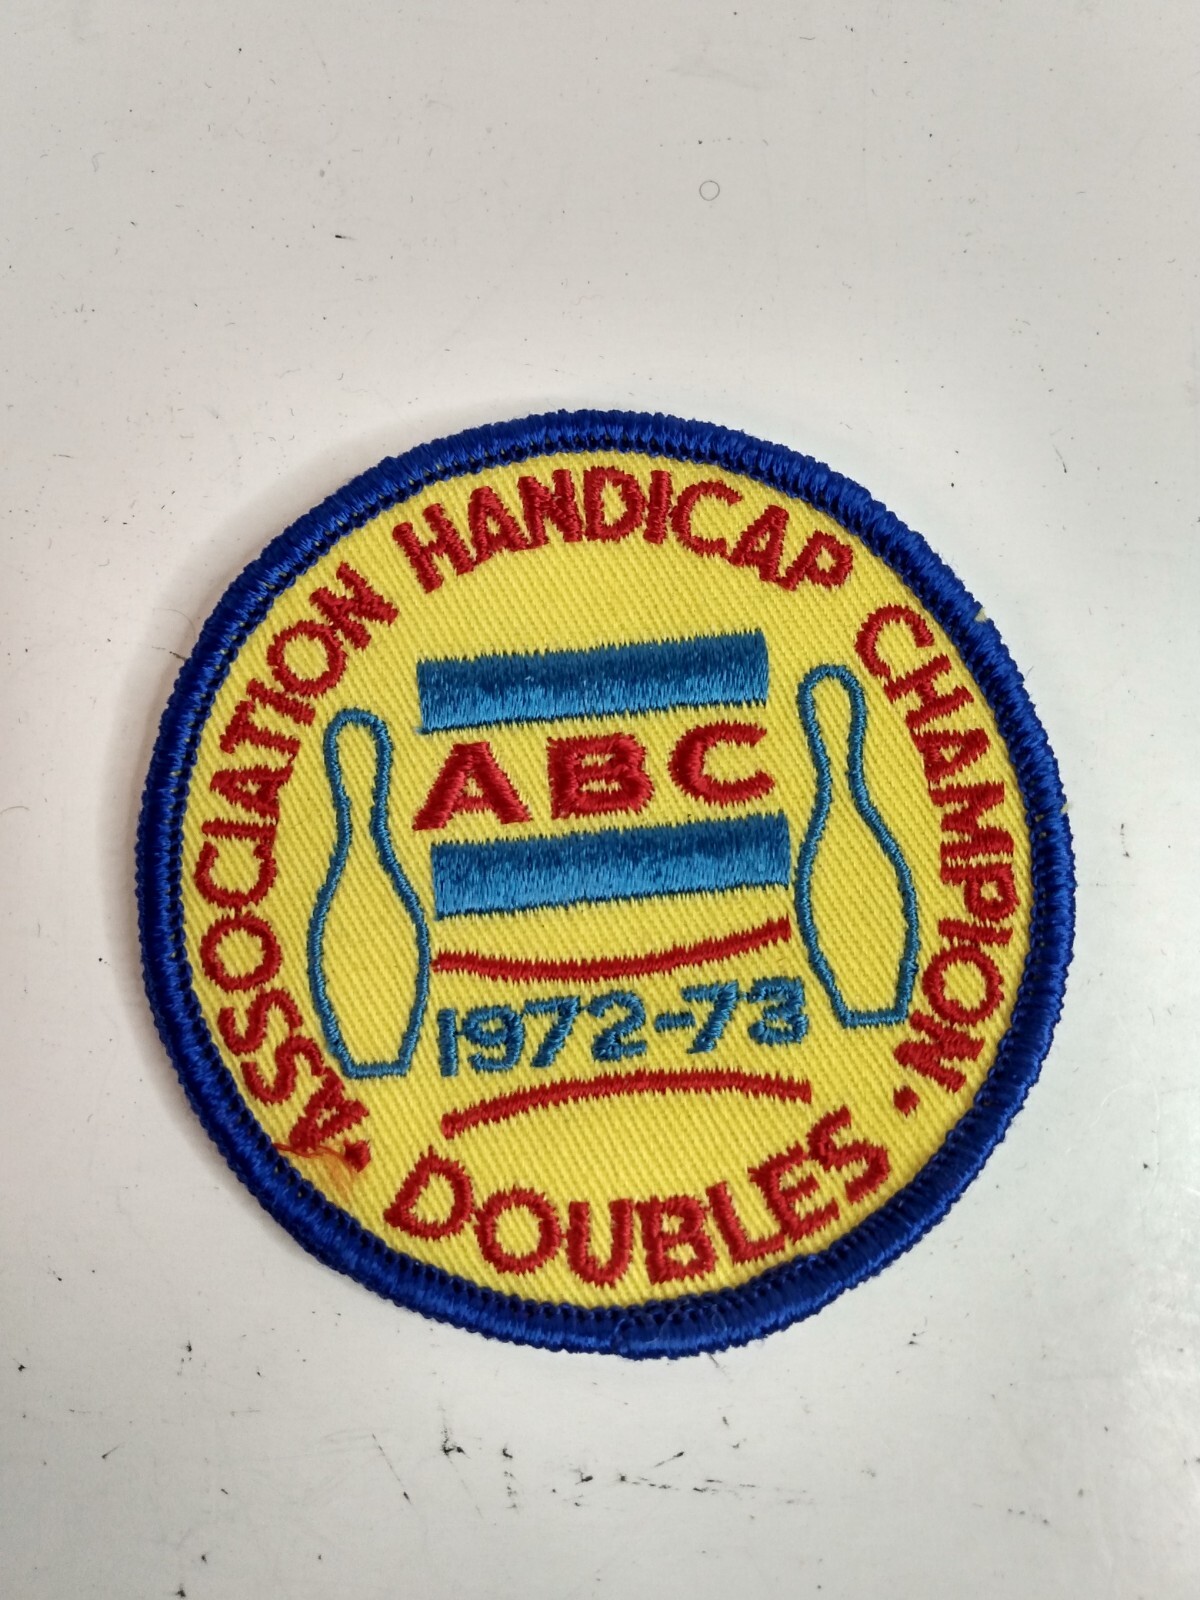 ASSOCIATION HANDICAP CHAMPION
ABC
1972-73
DOUBLES